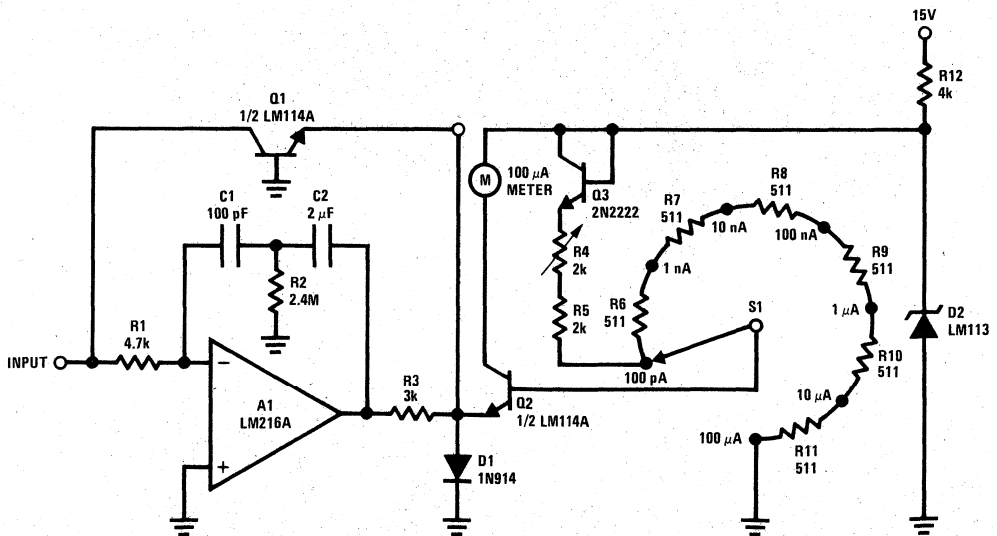 15V
R12
4k
Q1
1/2 LM114A
M
100 μA
METER
Q3
2N2222
R8
511
R7
511
10 nA
100 nA
C1
100 pF
C2
2 μF
R4
2k
1 nA
R9
511
R2
2.4M
R5
2k
R6
511
S1
1 μA
D2
LM113
R1
4.7k
INPUT
−
+
A1
LM216A
R3
3k
100 pA
R10
511
Q2
1/2 LM114A
10 μA
100 μA
R11
511
D1
1N914